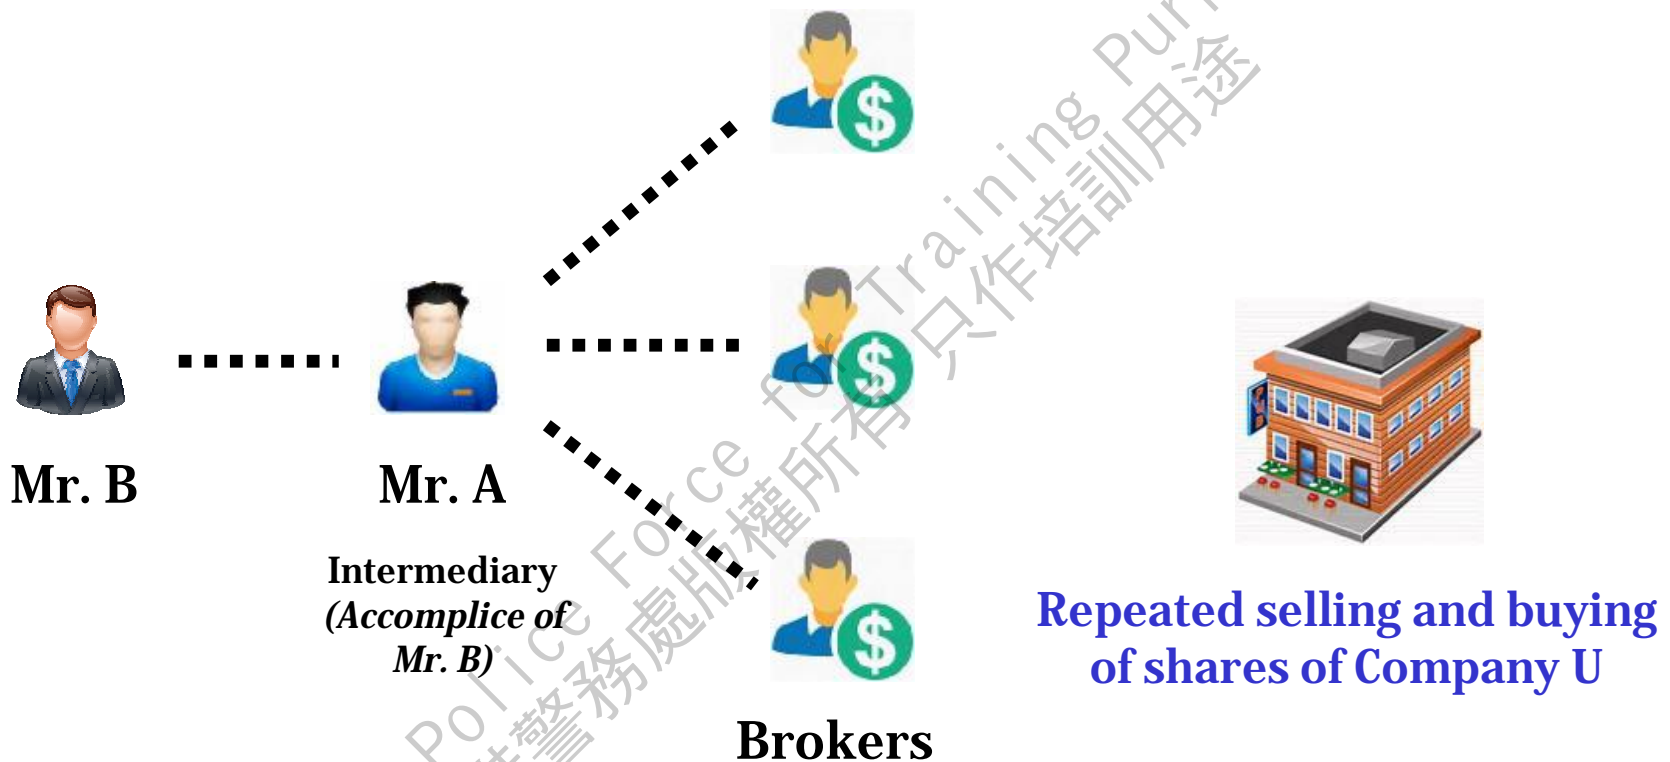 Mr. B
Mr. A
Intermediary
(Accomplice of
Mr. B)
Brokers
Repeated selling and buying
of shares of Company U
Police Force for Training Pur
警務處版權所有 只作培訓用途